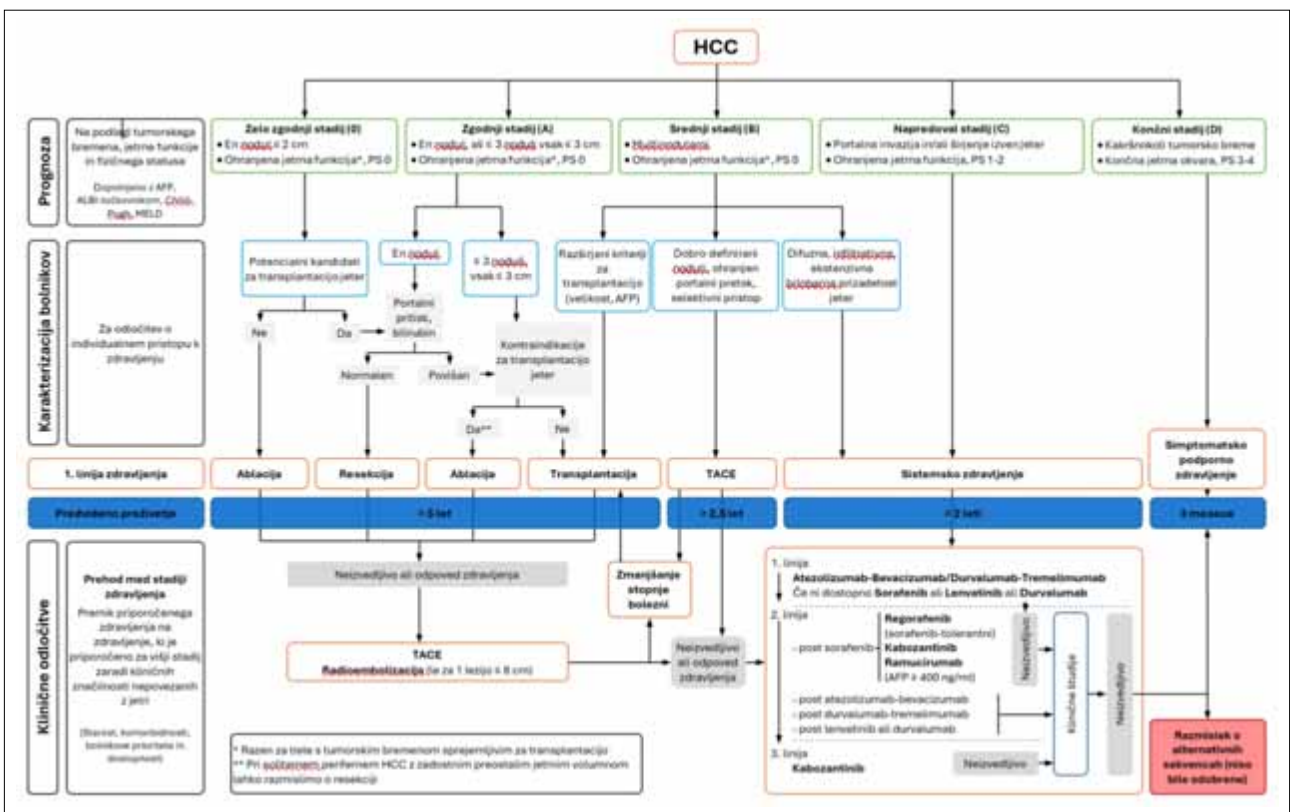 HCC
Prognoza
Na podlagi tumorskega
bremena, jetrne funkcije
in fizičnega statusa
Dopolnjeno z AFP,
ALBI točkovnikom, Child-
Pugh, MELD
Zelo zgodnji stadij (0)
• En nodul ≤ 2 cm
• Ohranjena jetrna funkcija*, PS 0
Zgodnji stadij (A)
• En nodul, ali ≤ 3 noduli vsak ≤ 3 cm
• Ohranjena jetrna funkcija*, PS 0
Srednji stadij (B)
• Multinodularni
• Ohranjena jetrna funkcija*, PS 0
Napredoval stadij (C)
• Portalna invazija in/ali širjenje izven jeter
• Ohranjena jetrna funkcija, PS 1-2
Končni stadij (D)
• Kakršnokoli tumorsko breme
• Končna jetrna okvara, PS 3-4
Karakterizacija bolnikov
Za odločitev o
individualnem pristopu k
zdravljenju
Potencialni kandidati
za transplantacijo jeter
En nodul
≤ 3 noduli,
vsak ≤ 3 cm
Razširjeni kriteriji
za
transplantacijo
(velikost, AFP)
Dobro definirani
noduli, ohranjen
portalni pretok,
selektivni pristop
Difuzna, infiltrativna,
ekstenzivna
bilobarna prizadetost
jeter
Ne
Da
Portalni
pritisk,
bilirubin
Normalen
Povišan
Kontraindikacije
za transplantacijo
jeter
Da**
Ne
1. linija zdravljenja
Ablacija
Resekcija
Ablacija
Transplantacija
TACE
Sistemsko zdravljenje
Simptomatsko
podporno
zdravljenje
Predvideno preživetje
> 5 let
> 2,5 let
> 2 leti
3 mesece
Klinične odločitve
Prehod med stadiji
zdravljenja
Premik priporočenega
zdravljenja na
zdravljenje, ki je
priporočeno za višji stadij
zaradi kliničnih
značilnosti nepovezanih
z jetri
(Starost, komorbidnosti,
bolnikove prioritete in
dostopnost)
Neizvedljivo ali odpoved zdravljenja
Zmanjšanje
stopnje
bolezni
TACE
Radioembolizacija (le za 1 lezijo ≤ 8 cm)
Neizvedljivo
ali odpoved
zdravljenja
1. linija
Atezolizumab-Bevacizumab/Durvalumab-Tremelimumab
Če ni dostopno Sorafenib ali Lenvatinib ali Durvalumab
2. linija
- post sorafenib
Regorafenib
(sorafenib-tolerantni)
Kabozantinib
Ramucirumab
(AFP ≥ 400 ng/ml)
Neizvedljivo
- post atezolizumab-bevacizumab
- post durvalumab-tremelimumab
- post lenvatinib ali durvalumab
3. linija
Kabozantinib
Neizvedljivo
Klinične študije
Neizvedljivo
Razmislek o
alternativnih
sekvencah (niso
bile odobrene)
* Razen za tiste s tumorskim bremenom sprejemljivim za transplantacijo
** Pri solitarnem perifernem HCC z zadostnim preostalim jetrnim volumnom
lahko razmislimo o resekciji